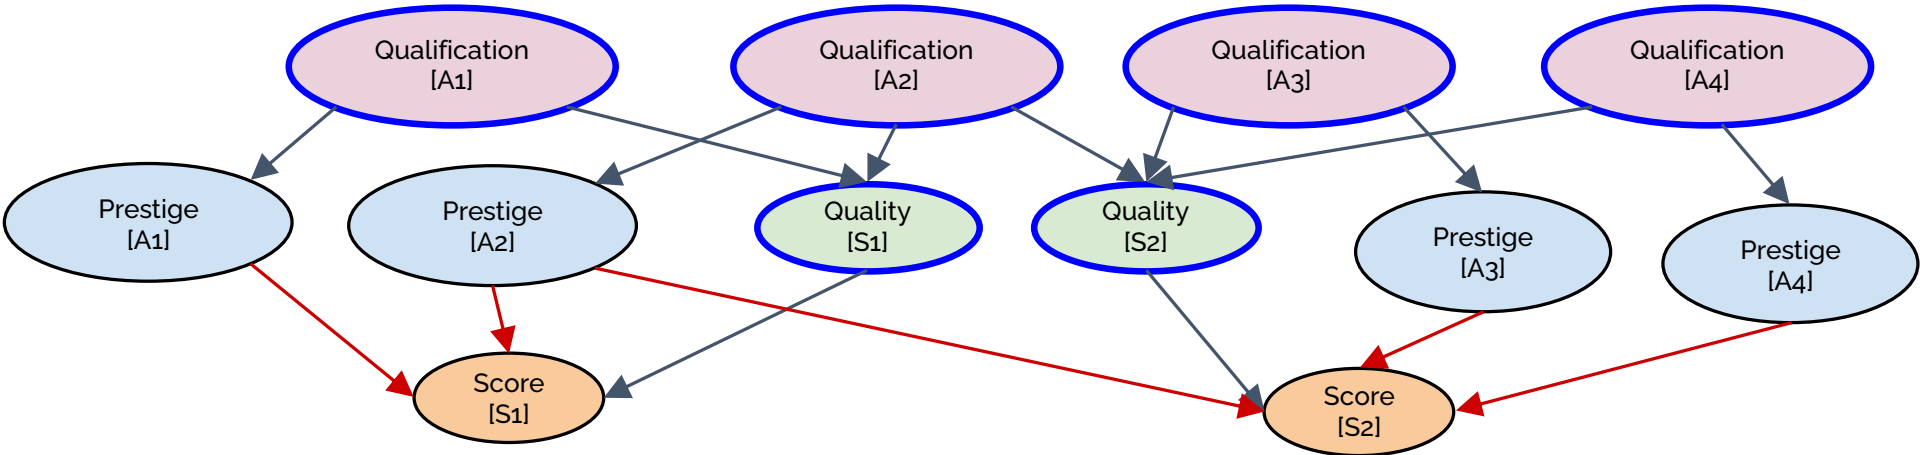 Qualification
[A1]
Qualification
[A2]
Qualification
[A3]
Qualification
[A4]
Prestige
[A1]
Prestige
[A2]
Quality
[S1]
Quality
[S2]
Prestige
[A3]
Prestige
[A4]
Score
[S1]
Score
[S2]